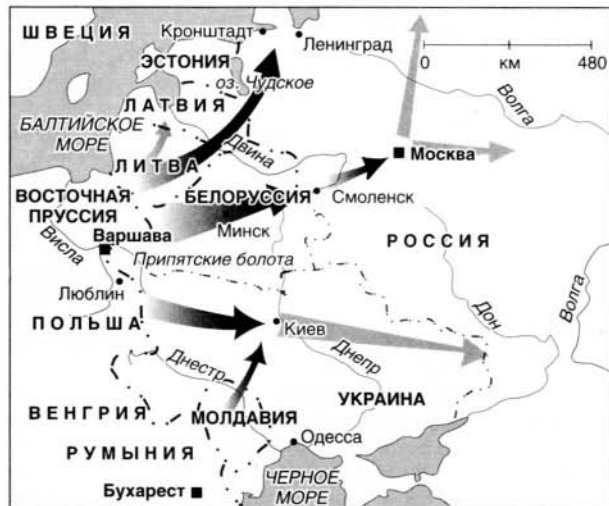 ШВЕЦИЯ
Кронштадт
Ленинград
ЭСТОНИЯ
оз. Чудское
0
КМ
480
ЛАТВИЯ
Волга
БАЛТИЙСКОЕ
МОРЕ
Двина
ЛИТВА
Москва
ВОСТОЧНАЯ
ПРУССИЯ
БЕЛОРУССИЯ
Смоленск
Минск
Варшава
РОССИЯ
Висла
Припятские болота
Люблин
Дон
Волга
ПОЛЬША
Киев
Днепр
Днестр
ВЕНГРИЯ
МОЛДАВИЯ
УКРАИНА
РУМЫНИЯ
Одесса
Бухарест
ЧЕРНОЕ
МОРЕ